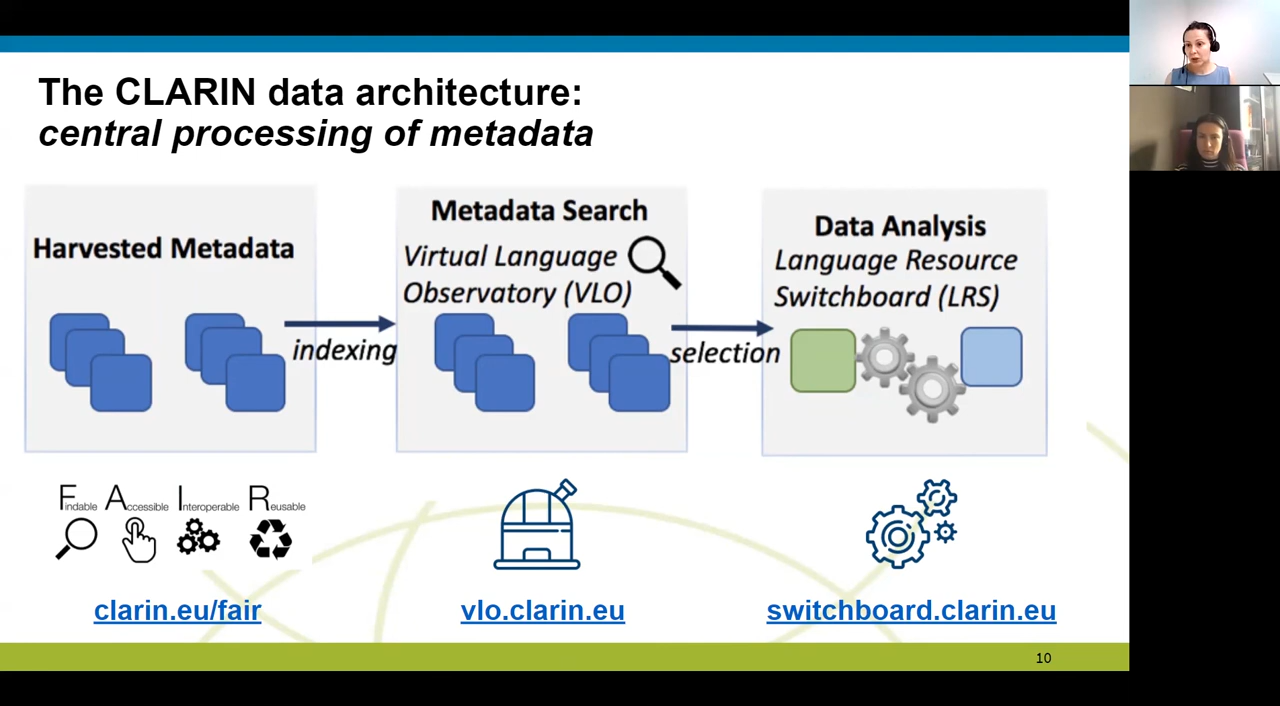 The CLARIN data architecture:
central processing of metadata
Harvested Metadata
indexing
Metadata Search
Virtual Language
Observatory (VLO)
selection
Data Analysis
Language Resource
Switchboard (LRS)
Findable Accessible Interoperable Reusable
clarin.eu/fair
vlo.clarin.eu
switchboard.clarin.eu
10